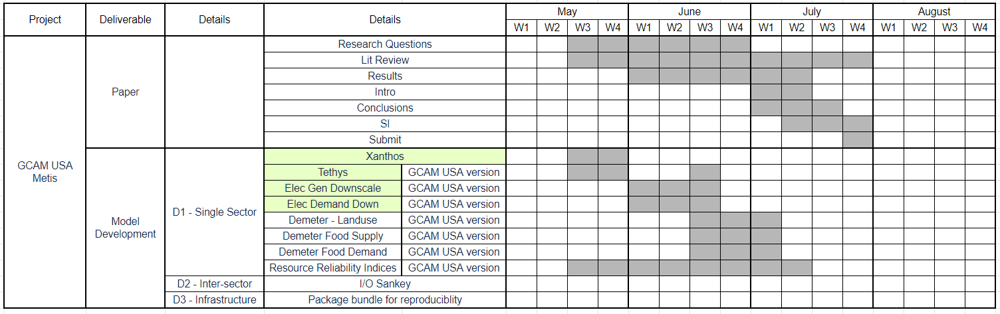 Project Deliverable Details Details May June July August
W1 W2 W3 W4 W1 W2 W3 W4 W1 W2 W3 W4 W1 W2 W3 W4
GCAM USA
Metis
Paper
Research Questions
Lit Review
Results
Intro
Conclusions
SI
Submit
Model
Development
D1 - Single Sector
Xanthos
Tethys GCAM USA version
Elec Gen Downscale GCAM USA version
Elec Demand Down GCAM USA version
Demeter - Landuse GCAM USA version
Demeter Food Supply GCAM USA version
Demeter Food Demand GCAM USA version
Resource Reliability Indices GCAM USA version
D2 - Inter-sector I/O Sankey
D3 - Infrastructure Package bundle for reproduciblity